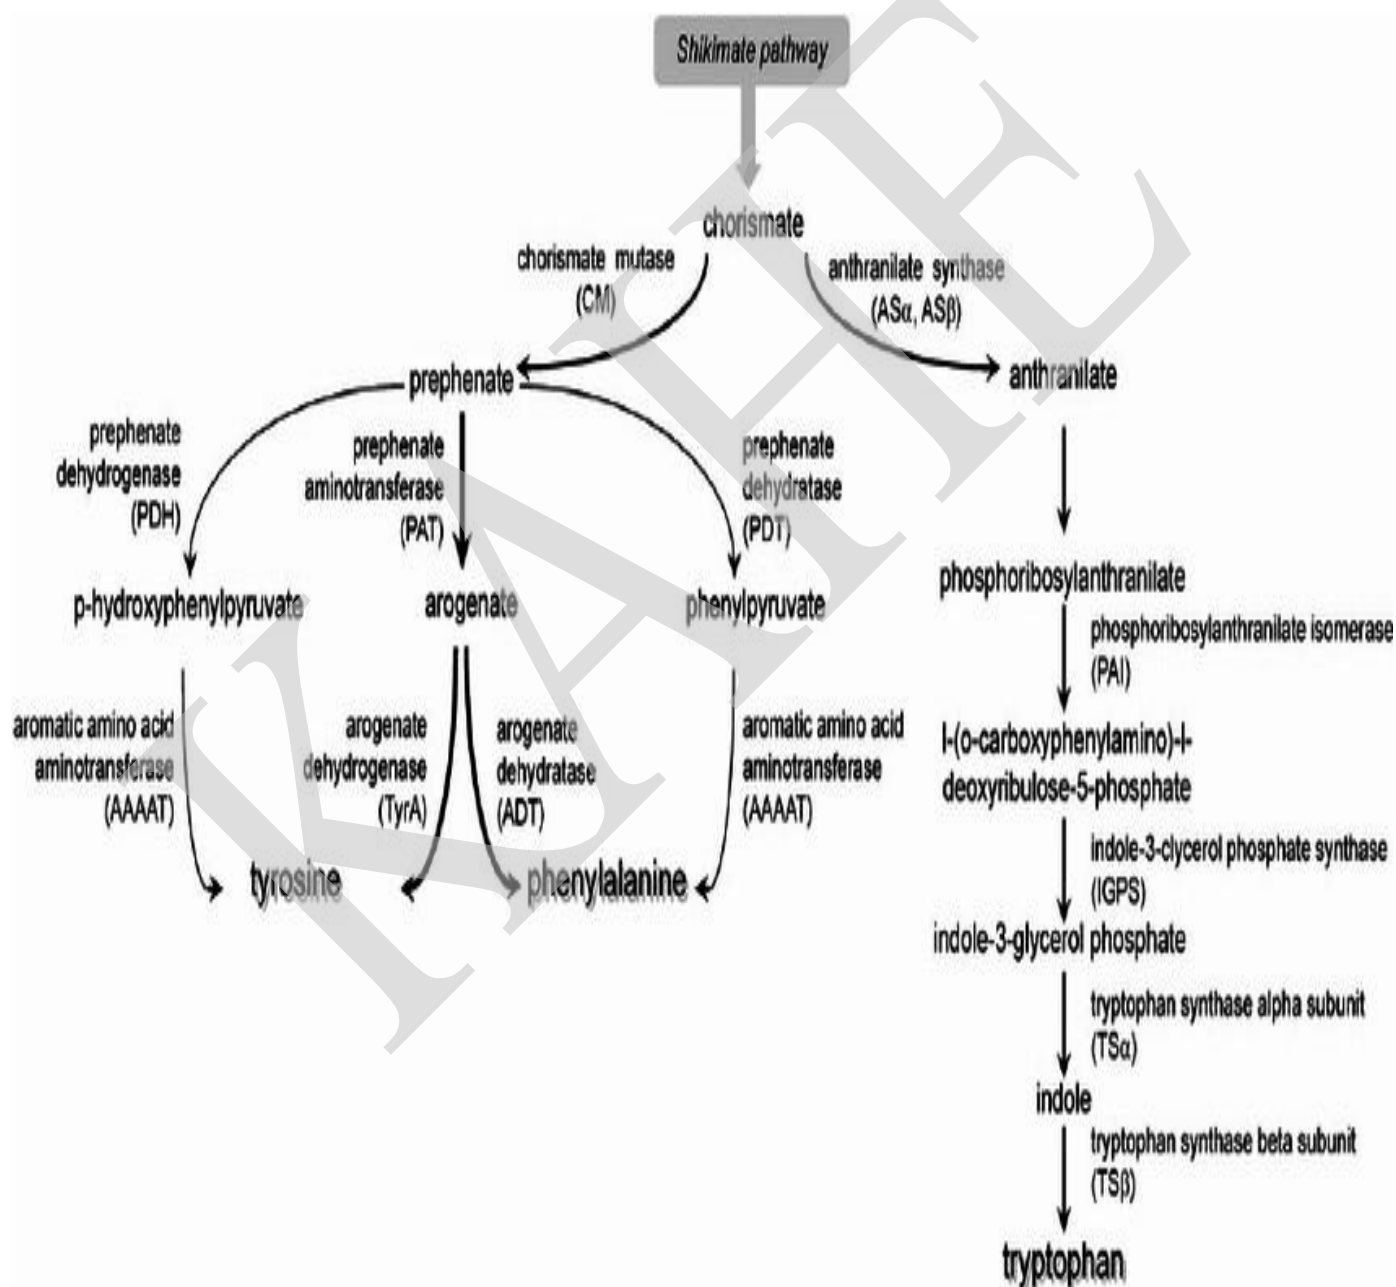 Shikimate pathway
chorismate
chorismate mutase
(CM)
anthranilate synthase
(ASα, ASβ)
prephenate
anthranilate
prephenate
dehydrogenase
(PDH)
prephenate
aminotransferase
(PAT)
prephenate
dehydratase
(PDT)
p-hydroxyphenylpyruvate
arogenate
phenylpyruvate
phosphoribosylanthranilate
phosphoribosylanthranilate isomerase
(PAI)
aromatic amino acid
aminotransferase
(AAAAT)
arogenate
dehydrogenase
(TyrA)
arogenate
dehydratase
(ADT)
aromatic amino acid
aminotransferase
(AAAAT)
l-(o-carboxyphenylamino)-l-
deoxyribulose-5-phosphate
indole-3-clycerol phosphate synthase
(IGPS)
tyrosine
phenylalanine
indole-3-glycerol phosphate
tryptophan synthase alpha subunit
(TSα)
indole
tryptophan synthase beta subunit
(TSβ)
tryptophan
KAHE